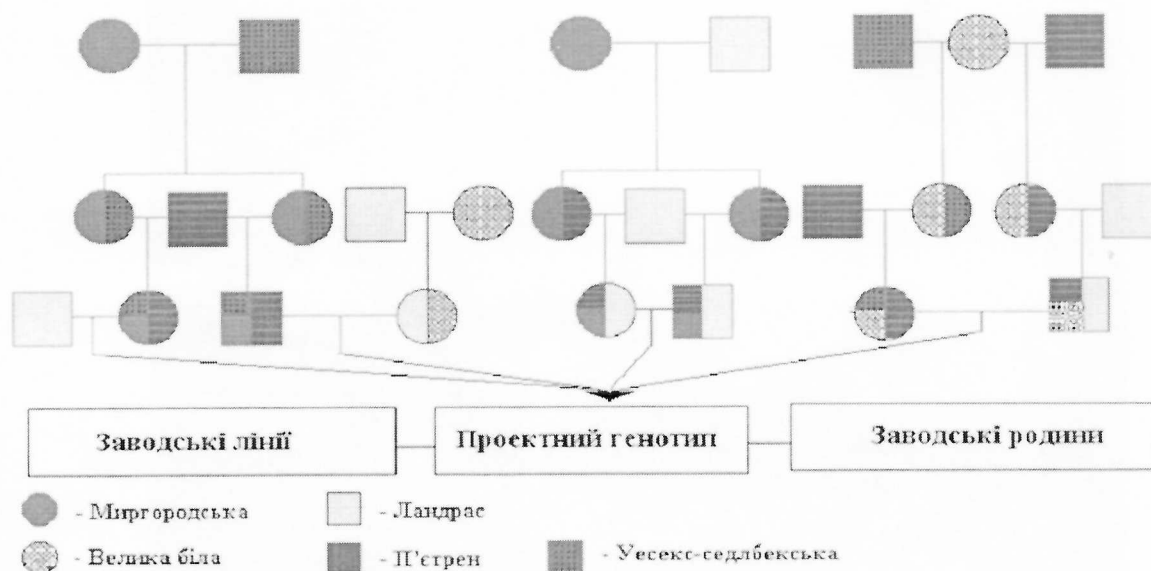 Заводські лінії
Проектний генотип
Заводські родини
- Миргородська
- Ландрас
- Велика біла
- П'єтрен
- Уесекс-седлбекська